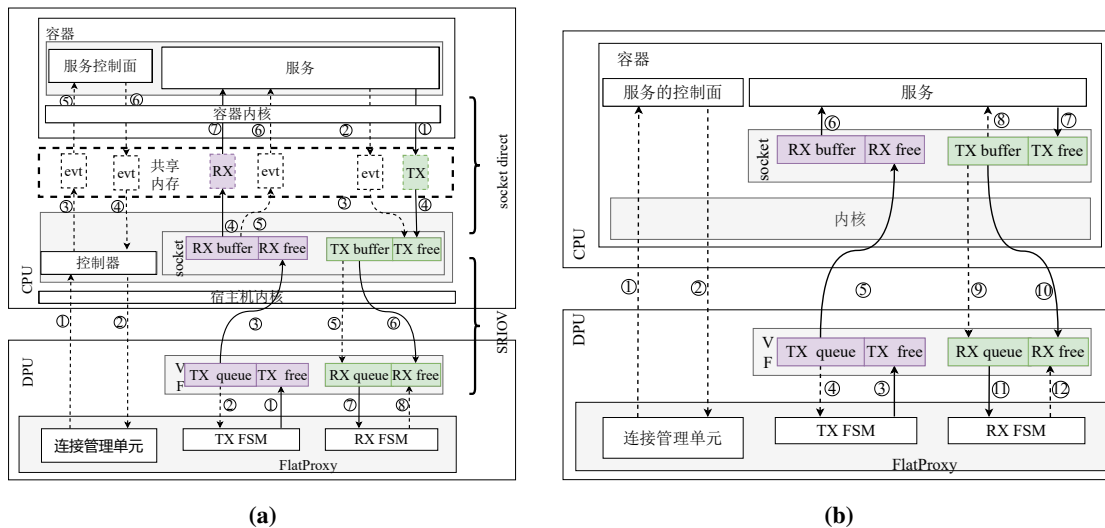 容器
服务控制面
服务
⑤
⑥
容器内核
⑦
⑥
②
①
evt
evt
共享
内存
RX
evt
evt
TX
③
④
④
⑤
③
④
socket direct
socket
RX buffer
RX free
TX buffer
TX free
控制器
CPU
宿主机内核
①
②
③
⑤
⑥
SRIOV
DPU
V
F
TX queue
TX free
RX queue
RX free
②
①
⑦
⑧
连接管理单元
TX FSM
RX FSM
FlatProxy
(a)
容器
服务的控制面
服务
⑥
⑧
⑦
socket
RX buffer
RX free
TX buffer
TX free
内核
CPU
①
②
⑤
⑨
⑩
DPU
V
F
TX queue
TX free
RX queue
RX free
④
③
⑪
⑫
连接管理单元
TX FSM
RX FSM
FlatProxy
(b)